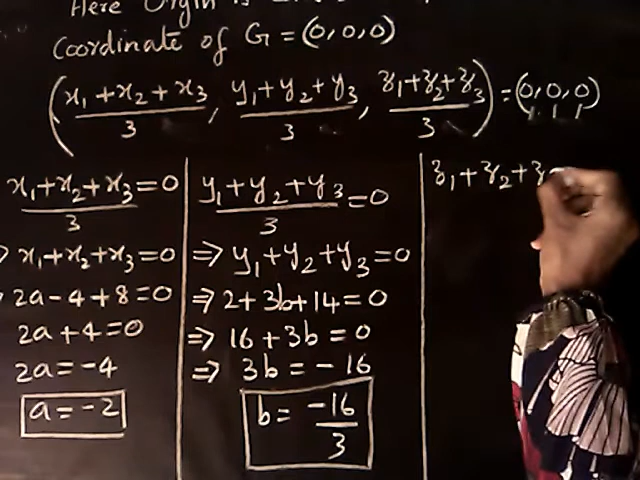 Here Origin is
Coordinate of G = (0, 0, 0)
(x₁ + x₂ + x₃ / 3, y₁ + y₂ + y₃ / 3, z₁ + z₂ + z₃ / 3) = (0, 0, 0)
x₁ + x₂ + x₃ / 3 = 0
⇒ x₁ + x₂ + x₃ = 0
2a - 4 + 8 = 0
2a + 4 = 0
2a = -4
a = -2
y₁ + y₂ + y₃ / 3 = 0
⇒ y₁ + y₂ + y₃ = 0
⇒ 2 + 3b + 14 = 0
⇒ 16 + 3b = 0
⇒ 3b = -16
b = -16 / 3
z₁ + z₂ + z